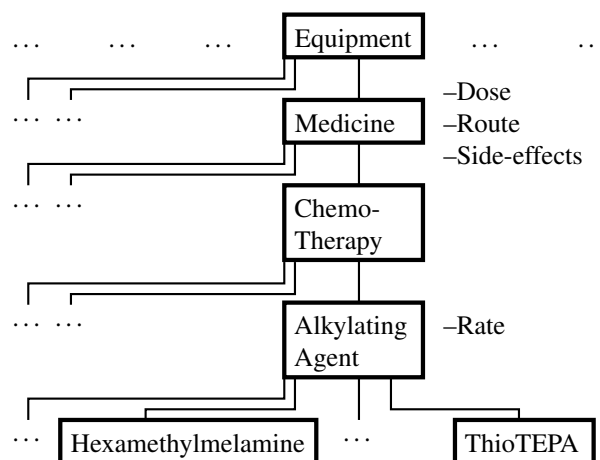 ... ... ... Equipment ... ..
–Dose
... ... Medicine –Route
–Side-effects
... ... Chemo-
Therapy
... ... Alkylating –Rate
Agent
... Hexamethylmelamine ... ThioTEPA